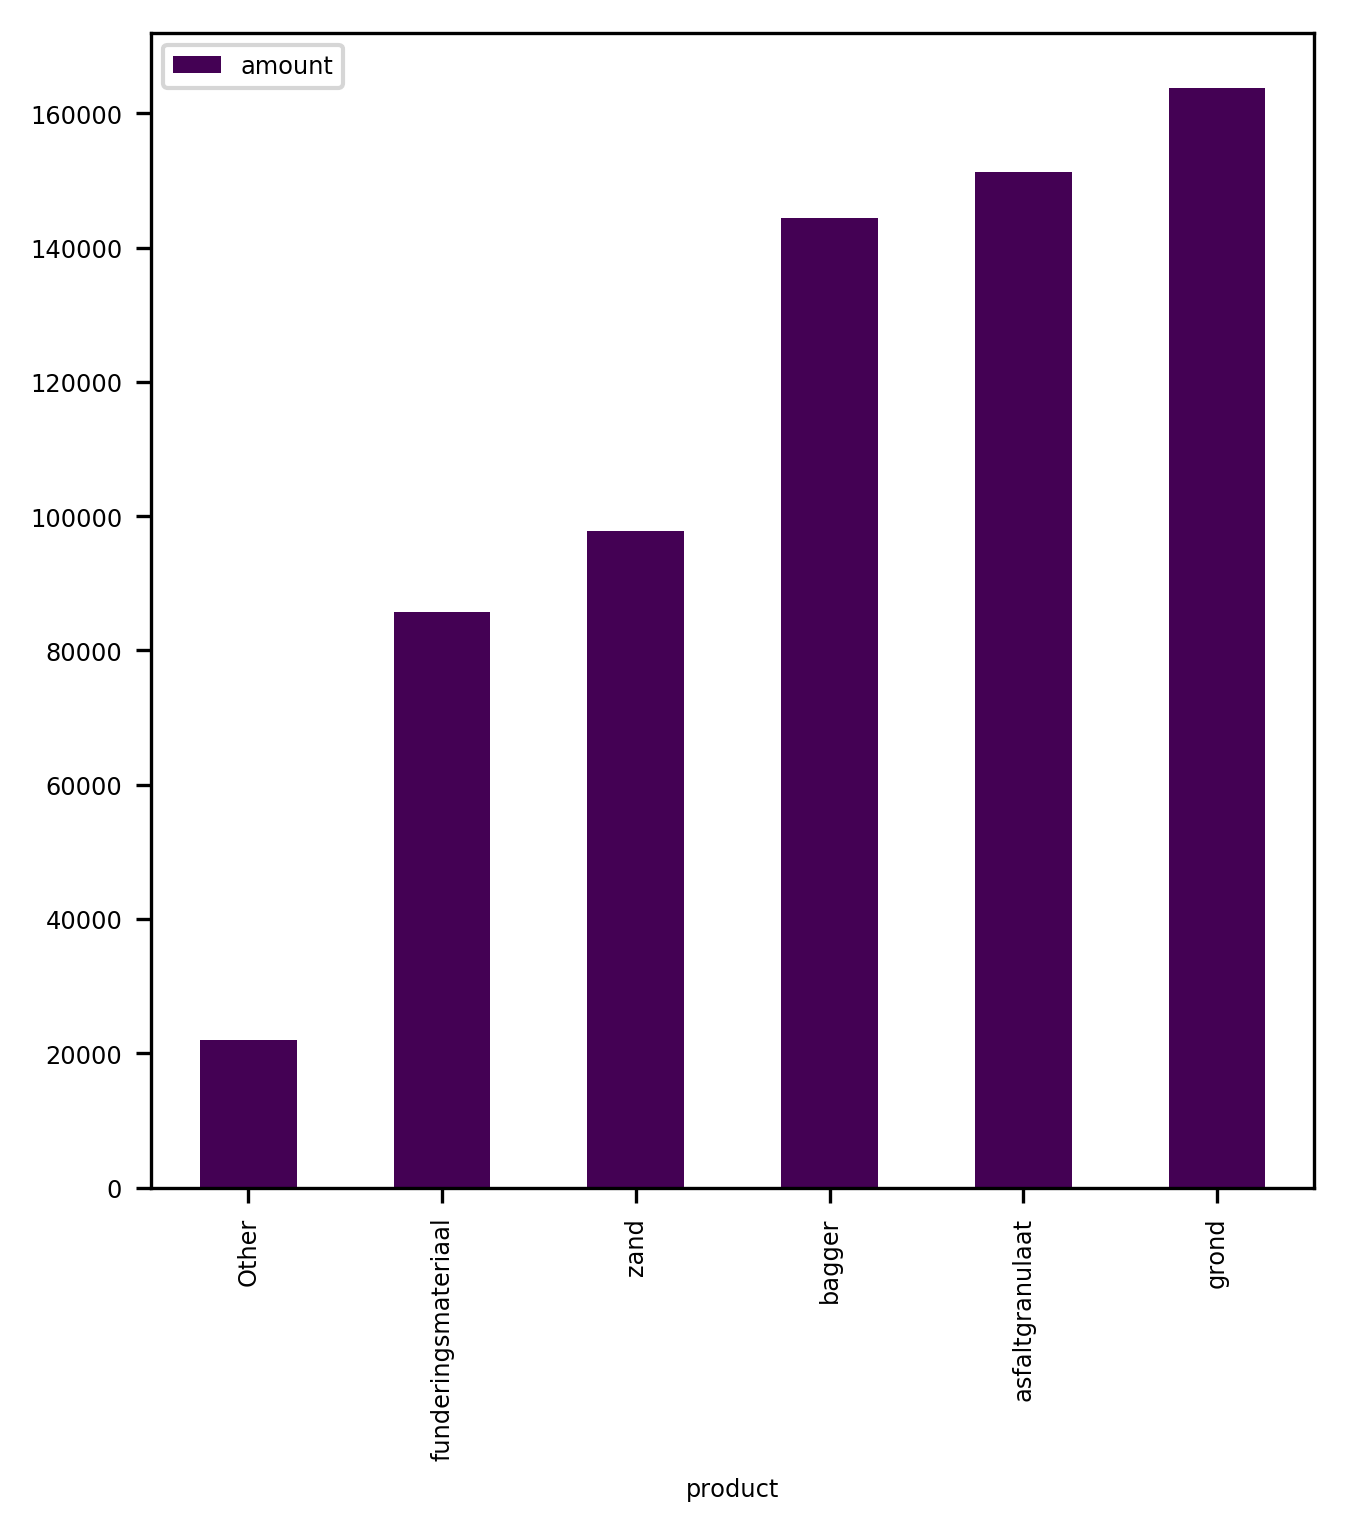 amount
160000
140000
120000
100000
80000
60000
40000
20000
0
Other
funderingsmateriaal
zand
bagger
asfaltgranulaat
grond
product